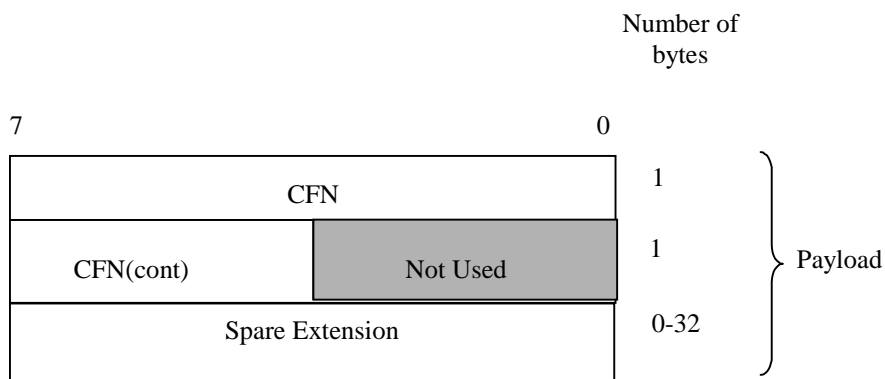 Number of
bytes
7 0
CFN 1
CFN(cont) Not Used 1
Payload
Spare Extension 0-32